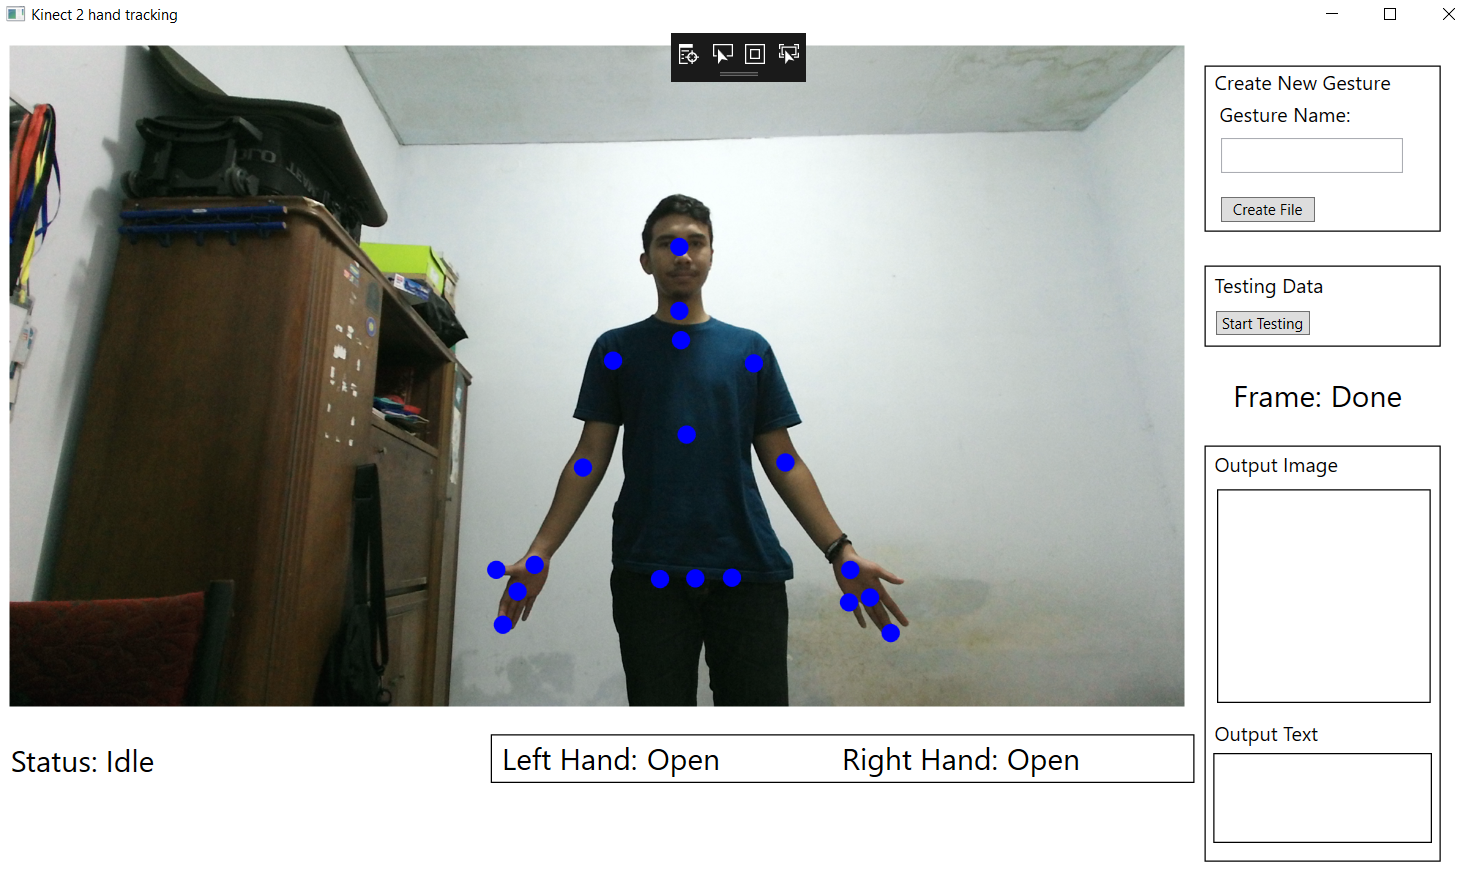 Kinect 2 hand tracking
Create New Gesture
Gesture Name:
Create File
Testing Data
Start Testing
Frame: Done
Output Image
Output Text
Status: Idle
Left Hand: Open
Right Hand: Open